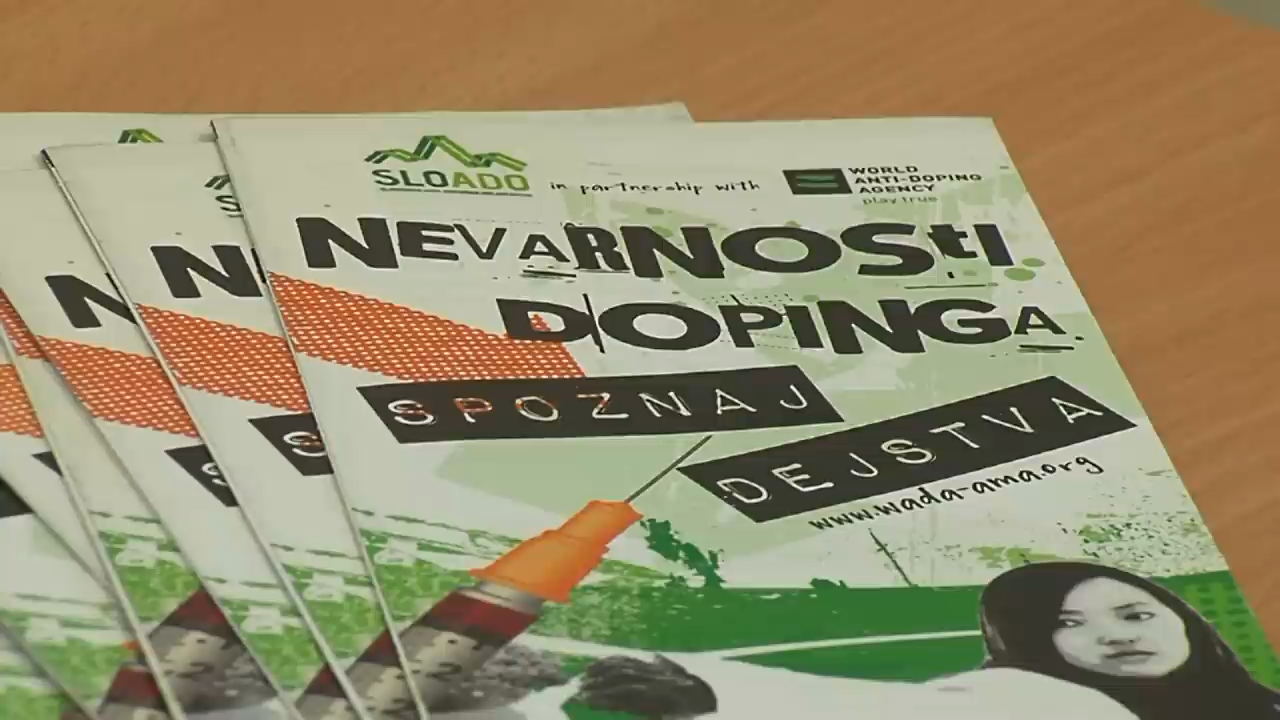 SLOADO
in partnership with
WORLD
ANTI-DOPING
AGENCY
play true
NEVARNOStI
DOPINGA
SPOZNAJ
DEJSTVA
www.wada-ama.org
N
N
S
S
S